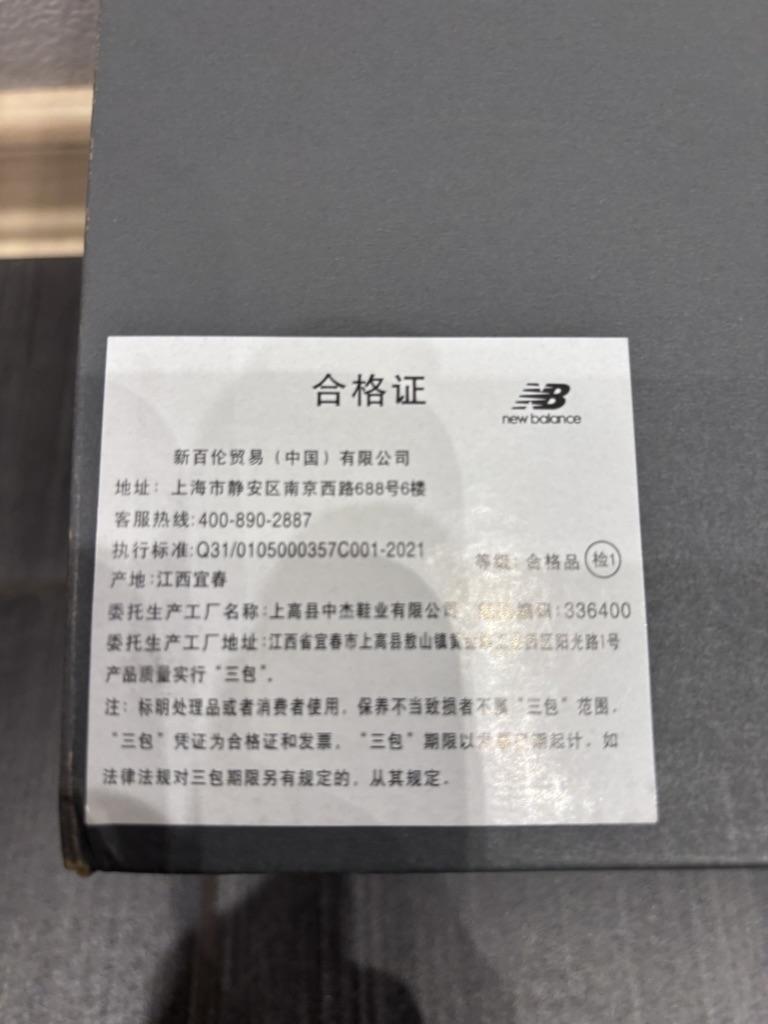 合格证
NB
new balance
新百伦贸易（中国）有限公司
地址：上海市静安区南京西路688号6楼
客服热线:400-890-2887
执行标准:Q31/0105000357C001-2021
等级：合格品 检1
产地:江西宜春
委托生产工厂名称:上高县中杰鞋业有限公司 :336400
委托生产工厂地址:江西省宜春市上高县敖山镇 西区阳光路1号
产品质量实行“三包”。
注：标明处理品或者消费者使用、保养不当致损者不属“三包”范围。
“三包”凭证为合格证和发票。“三包”期限以发票日期起计。如
法律法规对三包期限另有规定的，从其规定。